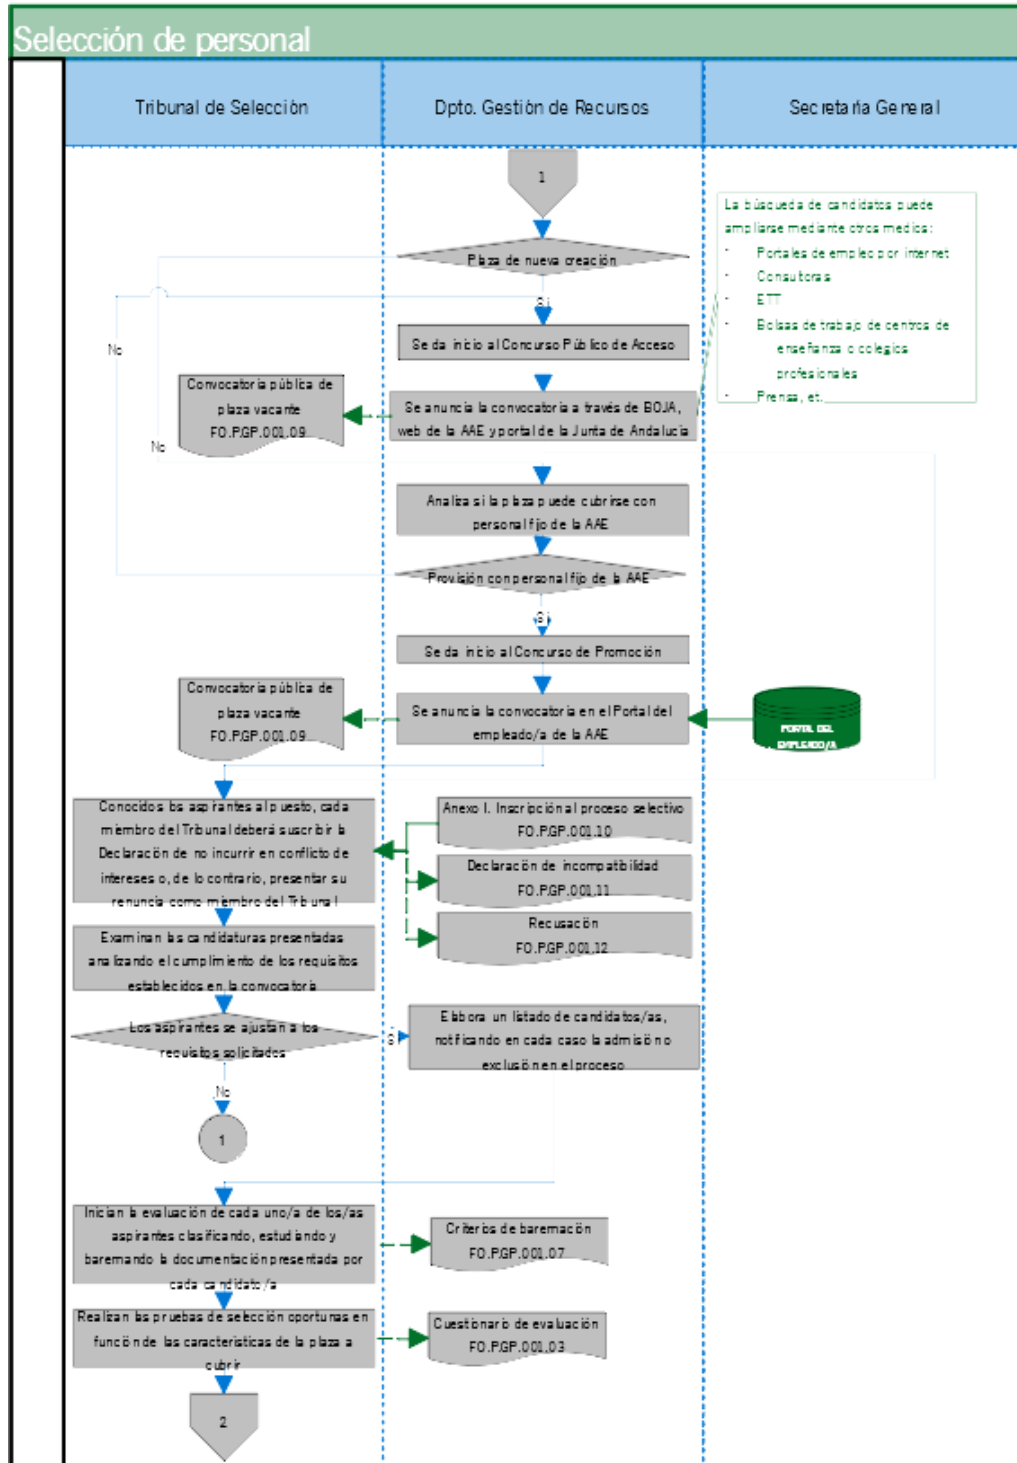 Selección de personal
Tribunal de Selección
Dpto. Gestión de Recursos
Secretaría General
1
Plaza de nueva creación
Sí
No
Se da inicio al Concurso Público de Acceso
La búsqueda de candidatos puede
ampliarse mediante otros medios:
- Portales de empleo por internet
- Consultoras
- ETT
- Bolsas de trabajo de centros de
enseñanza o colegios
profesionales
- Prensa, et.
Convocatoria pública de
plaza vacante
FO.P.GP.001.09
Se anuncia la convocatoria a través de BOJA,
web de la AAE y portal de la Junta de Andalucía
No
Analiza si la plaza puede cubrirse con
personal fijo de la AAE
Provisión con personal fijo de la AAE
Sí
Se da inicio al Concurso de Promoción
Convocatoria pública de
plaza vacante
FO.P.GP.001.09
Se anuncia la convocatoria en el Portal del
empleado/a de la AAE
PORTAL DEL
EMPLEADO/A
Conocidos los aspirantes al puesto, cada
miembro del Tribunal deberá suscribir la
Declaración de no incurrir en conflicto de
intereses o, de lo contrario, presentar su
renuncia como miembro del Tribunal
Anexo I. Inscripción al proceso selectivo
FO.P.GP.001.10
Declaración de incompatibilidad
FO.P.GP.001.11
Recusación
FO.P.GP.001.12
Examinan las candidaturas presentadas
analizando el cumplimiento de los requisitos
establecidos en la convocatoria
Los aspirantes se ajustan a los
requisitos solicitados
Sí
Elabora un listado de candidatos/as,
notificando en cada caso la admisión o
exclusión en el proceso
No
1
Inician la evaluación de cada uno/a de los/as
aspirantes clasificando, estudiando y
baremando la documentación presentada por
cada candidato/a
Criterios de baremación
FO.P.GP.001.07
Realizan las pruebas de selección oportunas en
función de las características de la plaza a
cubrir
Cuestionario de evaluación
FO.P.GP.001.03
2